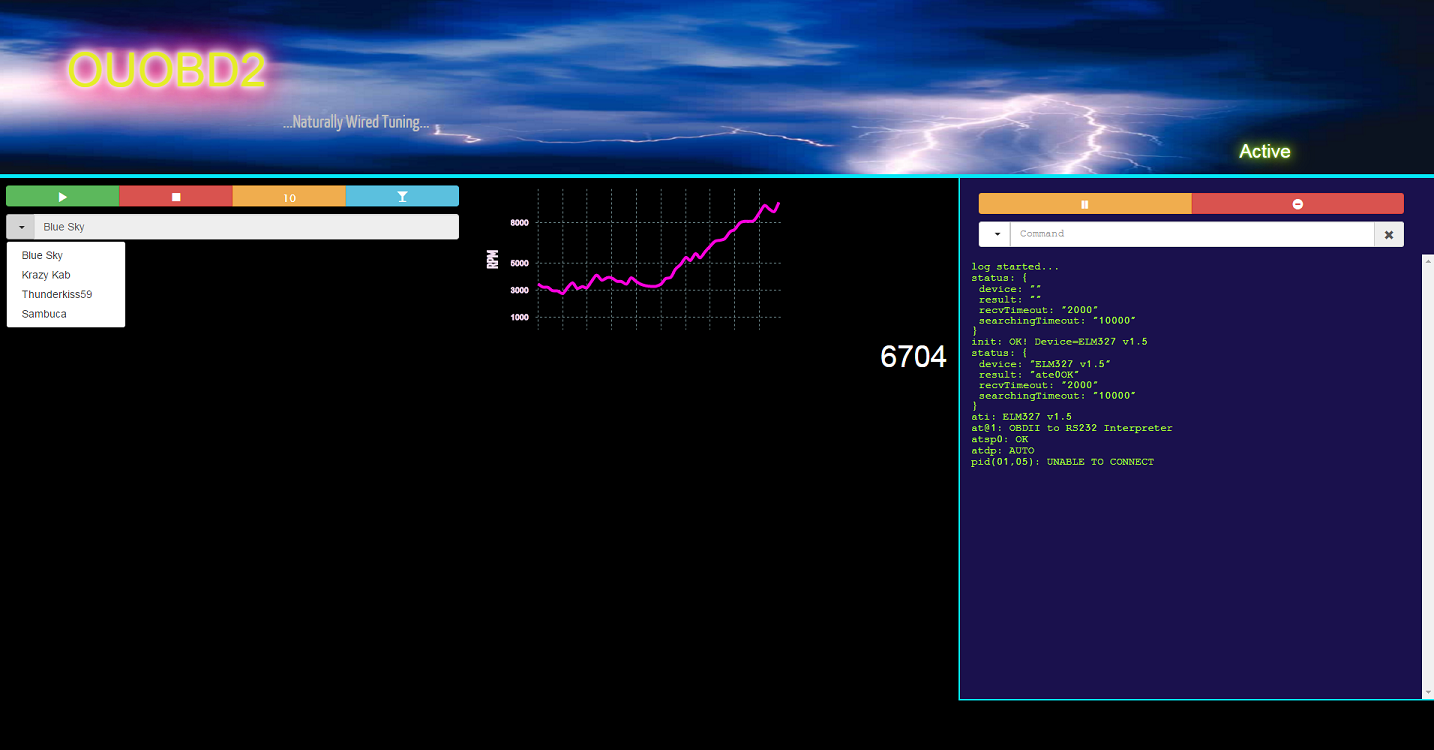 OUOBD2
...Naturally Wired Tuning...
Active
10
Blue Sky
Blue Sky
Krazy Kab
Thunderkiss59
Sambuca
RPM
8000
5000
3000
1000
6704
Command
log started...
status: {
device: ""
result: ""
recvTimeout: "2000"
searchingTimeout: "10000"
}
init: OK! Device=ELM327 v1.5
status: {
device: "ELM327 v1.5"
result: "ate0OK"
recvTimeout: "2000"
searchingTimeout: "10000"
}
ati: ELM327 v1.5
at@1: OBDII to RS232 Interpreter
atsp0: OK
atdp: AUTO
pid(01,05): UNABLE TO CONNECT